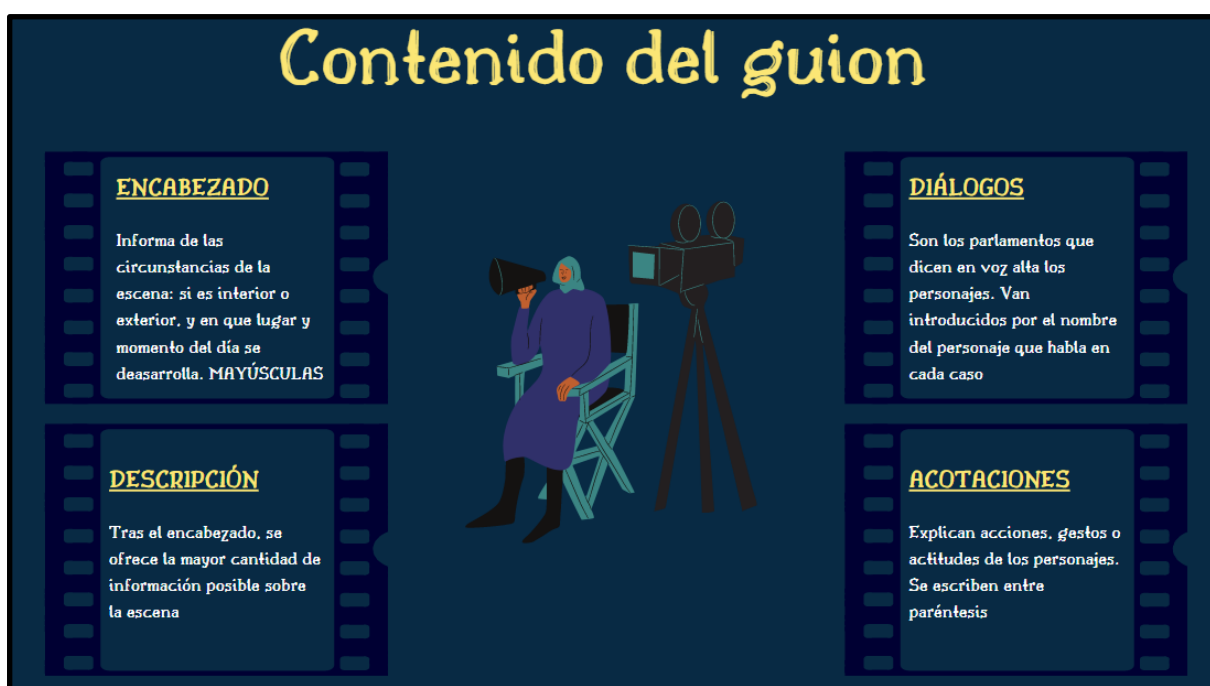 Contenido del guion
ENCABEZADO
Informa de las
circunstancias de la
escena: si es interior o
exterior, y en que lugar y
momento del día se
deasarrolla. MAYÚSCULAS
DESCRIPCIÓN
Tras el encabezado, se
ofrece la mayor cantidad de
información posible sobre
la escena
DIÁLOGOS
Son los parlamentos que
dicen en voz alta los
personajes. Van
introducidos por el nombre
del personaje que habla en
cada caso
ACOTACIONES
Explican acciones, gestos o
actitudes de los personajes.
Se escriben entre
paréntesis